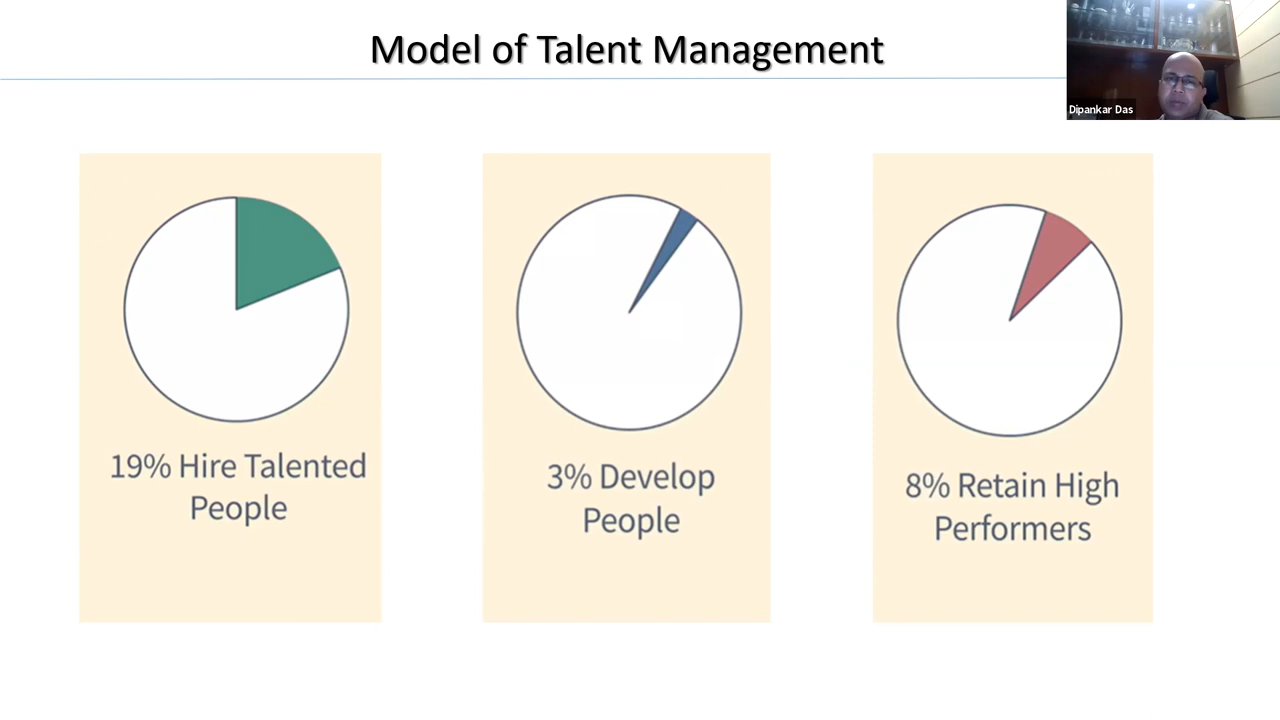 Model of Talent Management
Dipankar Das
19% Hire Talented
People
3% Develop
People
8% Retain High
Performers